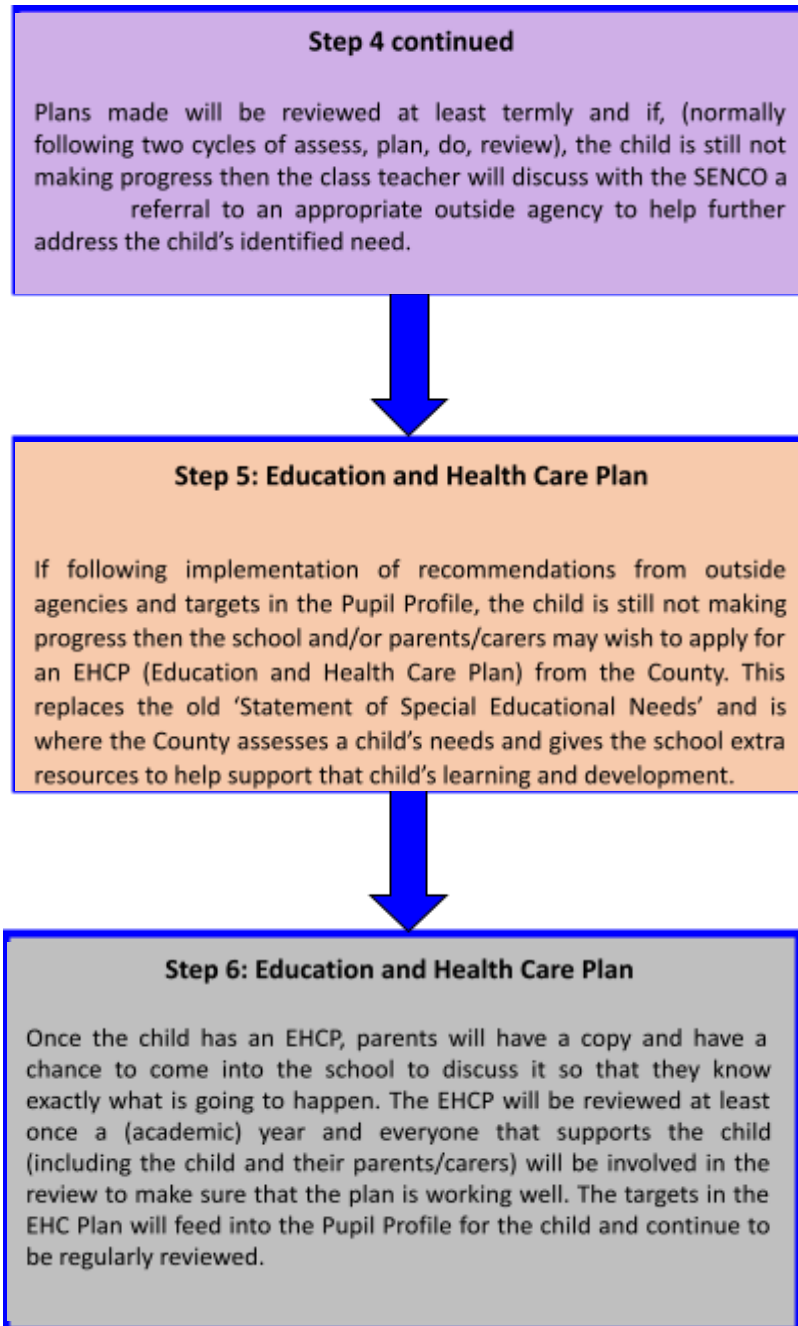 Step 4 continued
Plans made will be reviewed at least termly and if, (normally
following two cycles of assess, plan, do, review), the child is still not
making progress then the class teacher will discuss with the SENCO a
referral to an appropriate outside agency to help further
address the child’s identified need.
Step 5: Education and Health Care Plan
If following implementation of recommendations from outside
agencies and targets in the Pupil Profile, the child is still not making
progress then the school and/or parents/carers may wish to apply for
an EHCP (Education and Health Care Plan) from the County. This
replaces the old ‘Statement of Special Educational Needs’ and is
where the County assesses a child’s needs and gives the school extra
resources to help support that child’s learning and development.
Step 6: Education and Health Care Plan
Once the child has an EHCP, parents will have a copy and have a
chance to come into the school to discuss it so that they know
exactly what is going to happen. The EHCP will be reviewed at least
once a (academic) year and everyone that supports the child
(including the child and their parents/carers) will be involved in the
review to make sure that the plan is working well. The targets in the
EHC Plan will feed into the Pupil Profile for the child and continue to
be regularly reviewed.